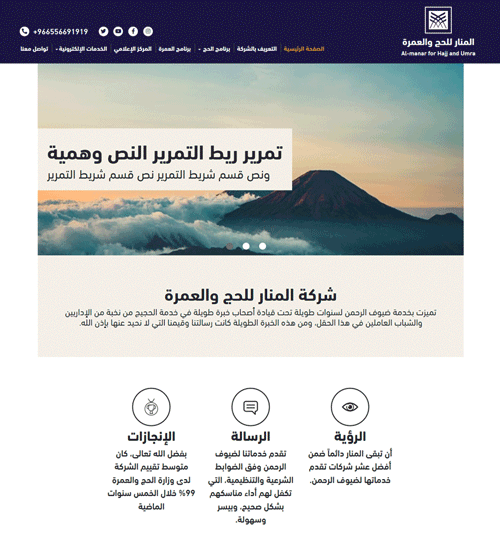 +966556691919
المنار للحج والعمرة
Al-manar for Hajj and Umra
الصفحة الرئيسية | التعريف بالشركة | برنامج الحج | برنامج العمرة | المركز الإعلامي | الخدمات الإلكترونية | تواصل معنا
تمرير ريط التمرير النص وهمية
ونص قسم شريط التمرير نص قسم شريط التمرير
شركة المنار للحج والعمرة
تميزت بخدمة ضيوف الرحمن لسنوات طويلة تحت قيادة أصحاب خبرة طويلة في خدمة الحجيج من نخبة من الإداريين
والشباب العاملين في هذا الحقل، ومن هذه الخبرة الطويلة كانت رسالتنا وقيمنا التي لا نحيد عنها بإذن الله.
الرؤية
أن تبقى المنار دائماً ضمن
أفضل عشر شركات تقدم
خدماتها لضيوف الرحمن.
الرسالة
تقدم خدماتنا لضيوف
الرحمن وفق الضوابط
الشرعية والتنظيمية، التي
تكفل لهم أداء مناسكهم
بشكل صحيح، وبيسر
وسهولة.
الإنجازات
بفضل الله تعالى، كان
متوسط تقييم الشركة
لدى وزارة الحج والعمرة
99% خلال الخمس سنوات
الماضية